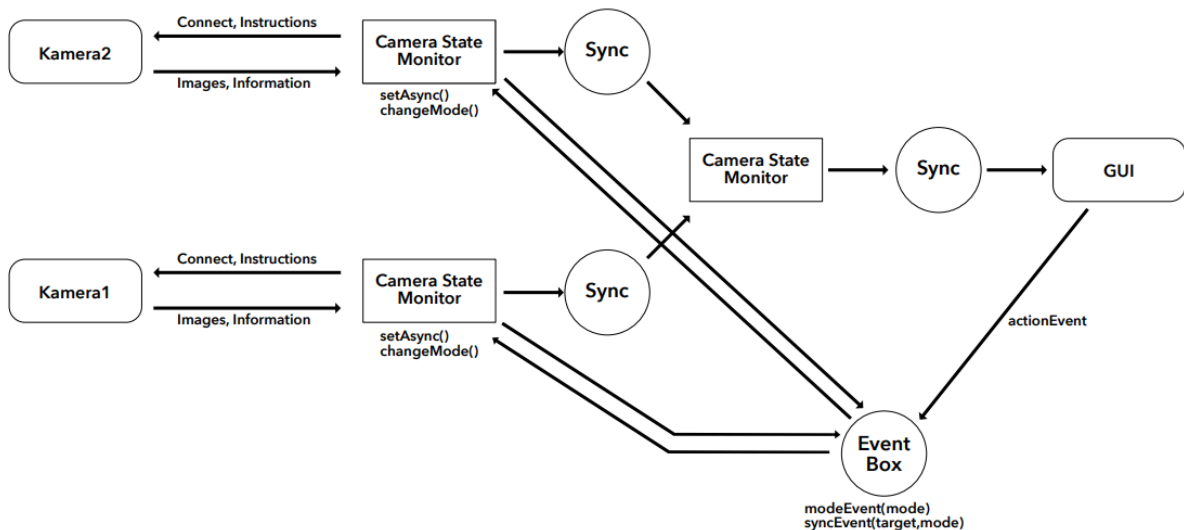 Connect, Instructions
Kamera2
Images, Information
Camera State
Monitor
setAsync()
changeMode()
Sync
Camera State
Monitor
Sync
GUI
Connect, Instructions
Kamera1
Images, Information
Camera State
Monitor
setAsync()
changeMode()
Sync
actionEvent
Event
Box
modeEvent(mode)
syncEvent(target,mode)